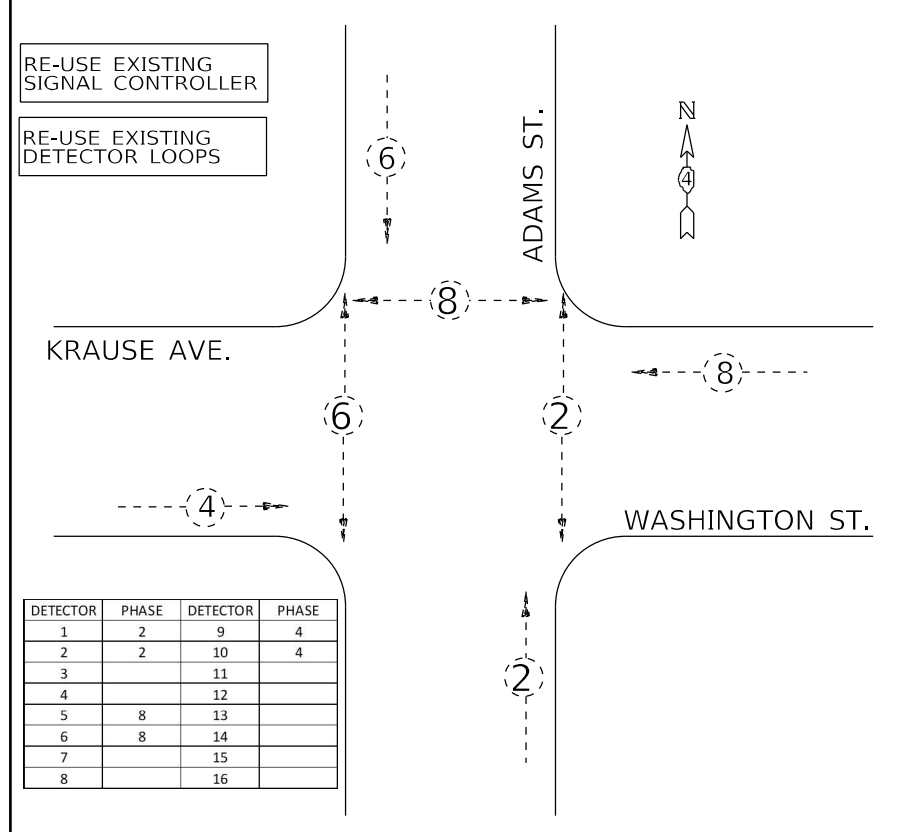 RE-USE EXISTING
SIGNAL CONTROLLER
RE-USE EXISTING
DETECTOR LOOPS
6
ADAMS ST.
N
4
8
KRAUSE AVE.
8
6
2
4
WASHINGTON ST.
2
DETECTOR PHASE DETECTOR PHASE
1 2 9 4
2 2 10 4
3 11
4 12
5 8 13
6 8 14
7 15
8 16